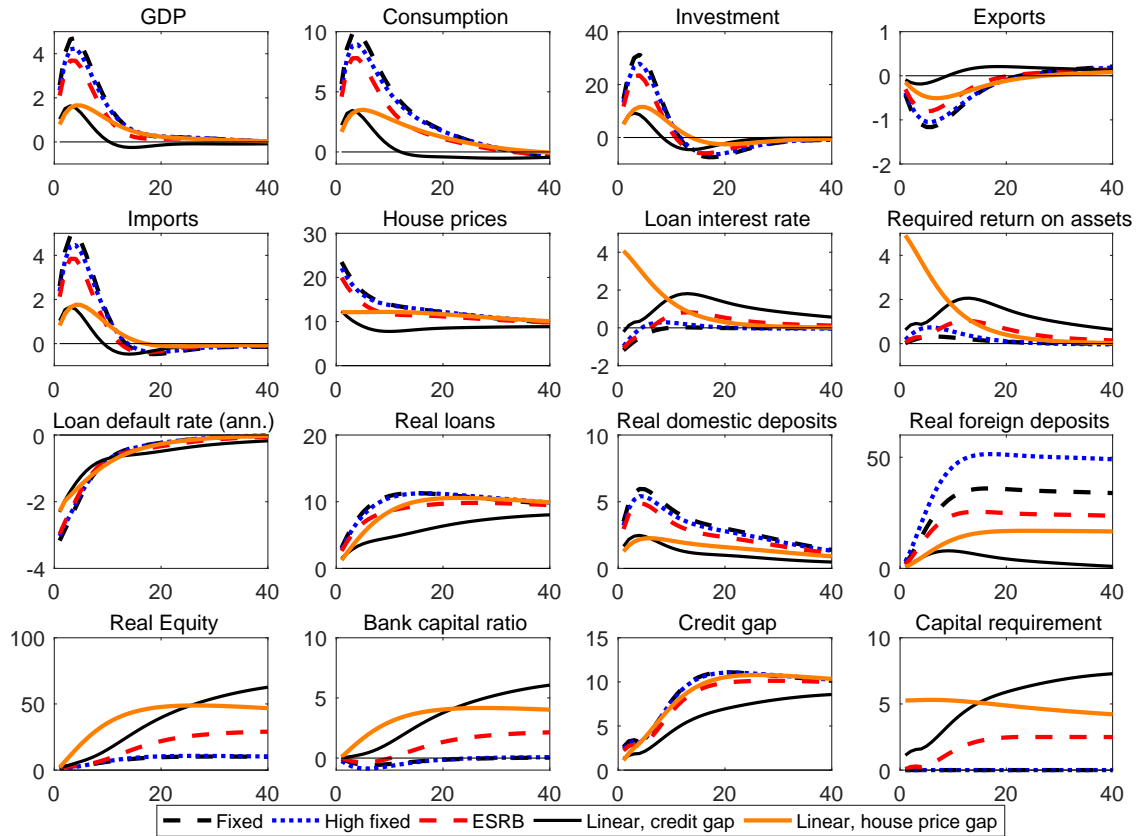 GDP Consumption Investment Exports
4 2 0
10 5 0
40 20 0
1 0 -1 -2
0 20 40 0 20 40 0 20 40 0 20 40
Imports House prices Loan interest rate Required return on assets
4 2 0
30 20 10 0
4 2 0 -2
4 2 0
0 20 40 0 20 40 0 20 40 0 20 40
Loan default rate (ann.) Real loans Real domestic deposits Real foreign deposits
0 -2 -4
20 10 0
10 5 0
50 0
0 20 40 0 20 40 0 20 40 0 20 40
Real Equity Bank capital ratio Credit gap Capital requirement
100 50 0
10 5 0
15 10 5 0
10 5 0
0 20 40 0 20 40 0 20 40 0 20 40
Fixed High fixed ESRB Linear, credit gap Linear, house price gap